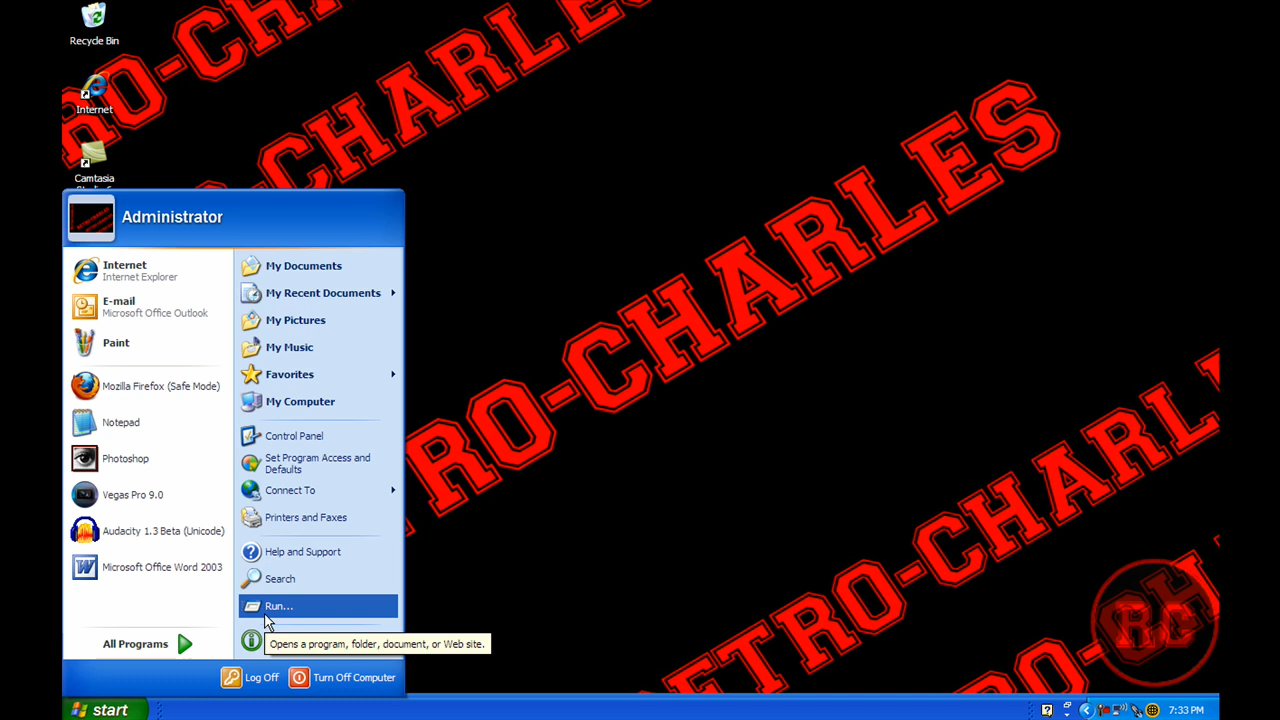 Recycle Bin
Internet
Camtasia
RETRO-CHARLES
Administrator
Internet
Internet Explorer
E-mail
Microsoft Office Outlook
Paint
Mozilla Firefox (Safe Mode)
Notepad
Photoshop
Vegas Pro 9.0
Audacity 1.3 Beta (Unicode)
Microsoft Office Word 2003
All Programs
My Documents
My Recent Documents
My Pictures
My Music
Favorites
My Computer
Control Panel
Set Program Access and
Defaults
Connect To
Printers and Faxes
Help and Support
Search
Run...
Opens a program, folder, document, or Web site.
Log Off
Turn Off Computer
RO-CHARLES
TRO-CHARLES
RETRO-CHARL
RC
start
7:33 PM